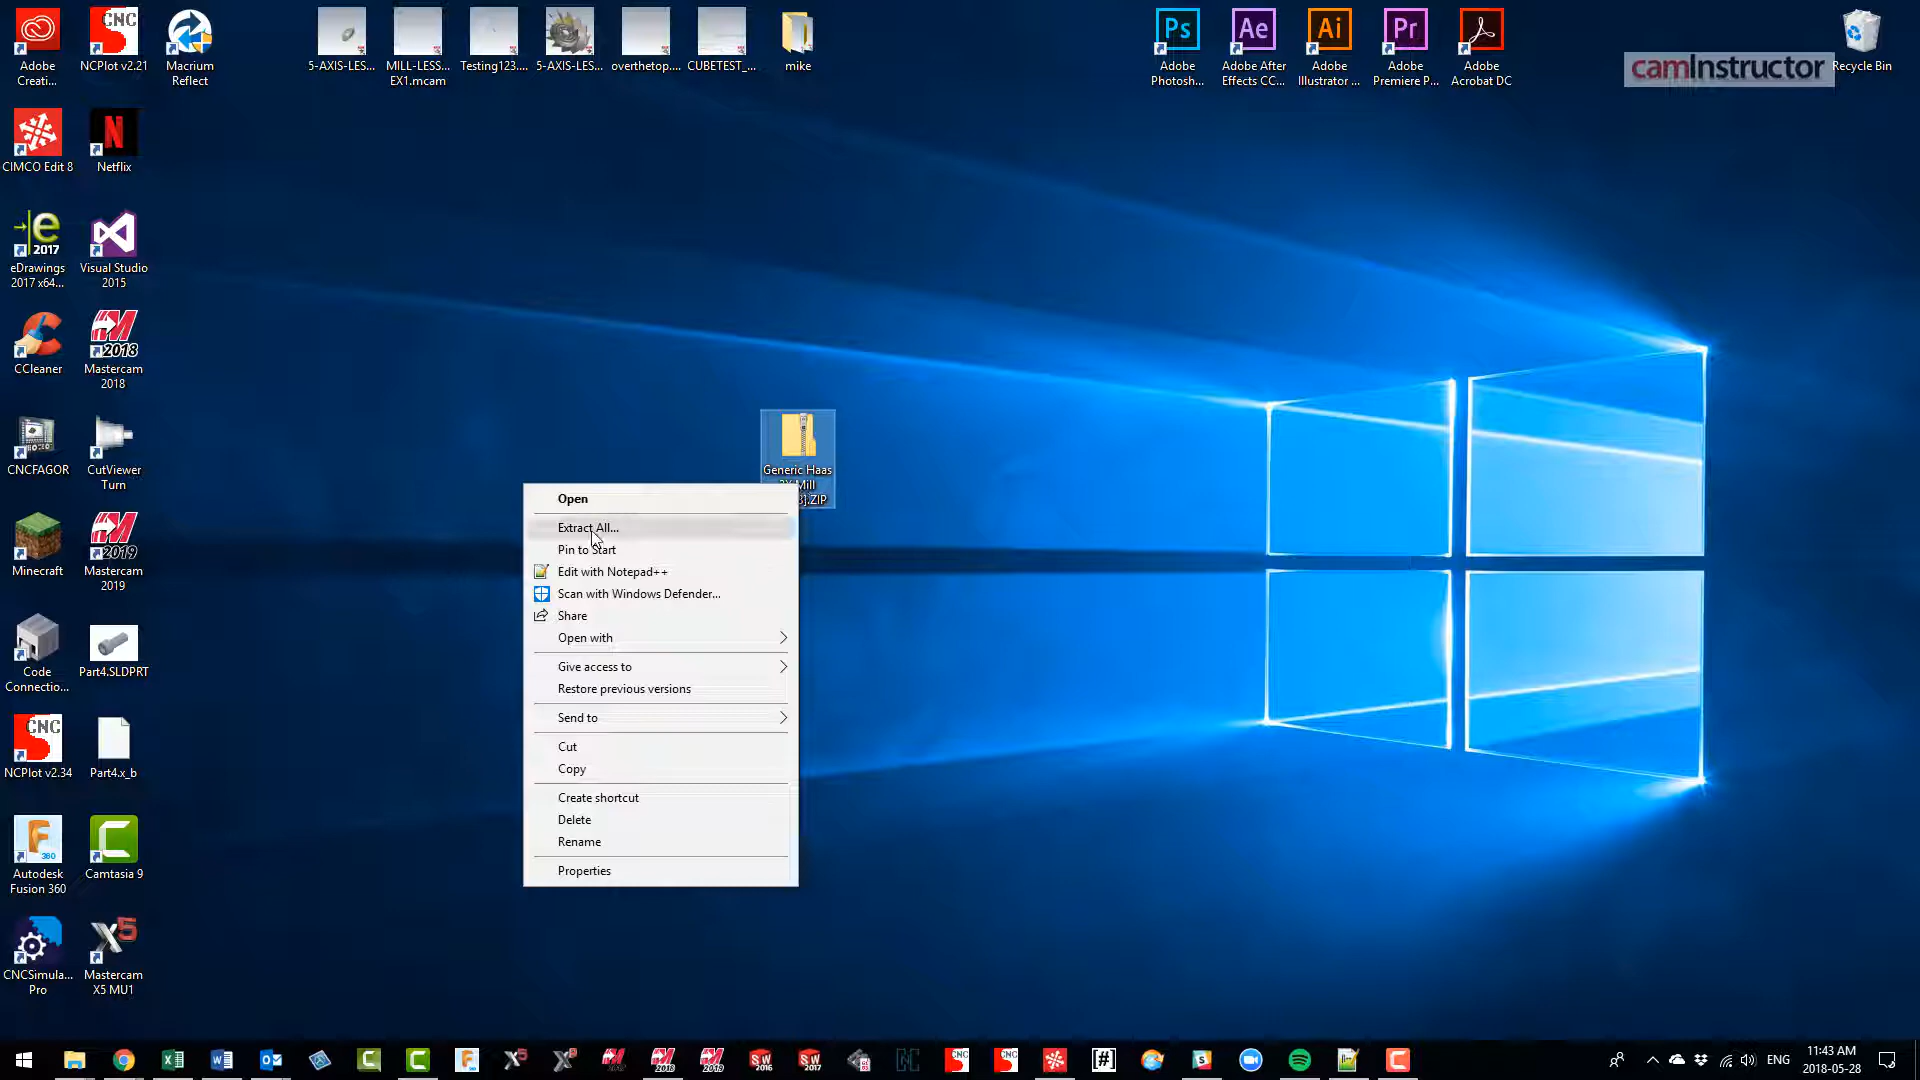 Adobe
Creati...
NCPlot v2.21
Macrium
Reflect
5-AXIS-LES...
MILL-LESS...
EX1.mcam
Testing123....
5-AXIS-LES...
overthetop....
CUBETEST_...
mike
Adobe
Photosh...
Adobe After
Effects CC...
Adobe
Illustrator ...
Adobe
Premiere P...
Adobe
Acrobat DC
camInstructor
Recycle Bin
CIMCO Edit 8
Netflix
eDrawings
2017 x64...
Visual Studio
2015
CCleaner
Mastercam
2018
CNCFAGOR
CutViewer
Turn
Minecraft
Mastercam
2019
Code
Connection...
Part4.SLDPRT
NCPlot v2.34
Part4.x_b
Autodesk
Fusion 360
Camtasia 9
CNCSimula...
Pro
Mastercam
X5 MU1
Generic Haas
Mill
.ZIP
Open
Extract All...
Pin to Start
Edit with Notepad++
Scan with Windows Defender...
Share
Open with
Give access to
Restore previous versions
Send to
Cut
Copy
Create shortcut
Delete
Rename
Properties
ENG
11:43 AM
2018-05-28